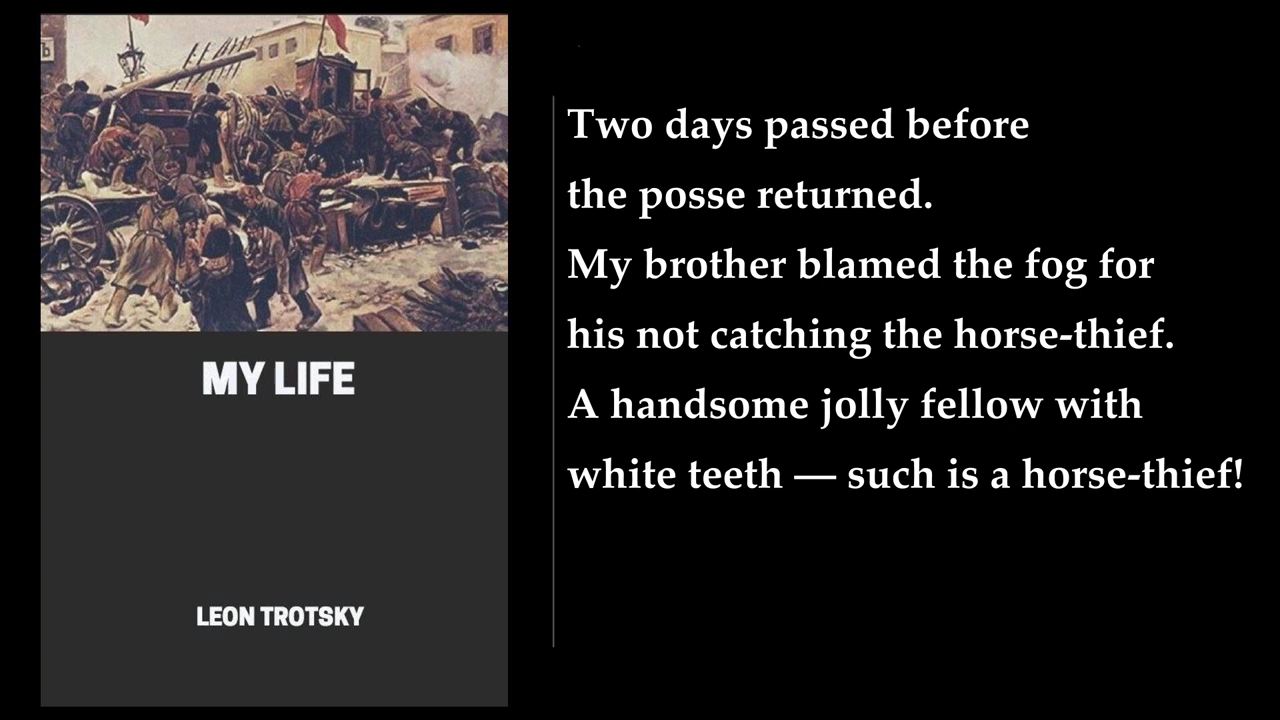 Ъ
MY LIFE
LEON TROTSKY
Two days passed before
the posse returned.
My brother blamed the fog for
his not catching the horse-thief.
A handsome jolly fellow with
white teeth — such is a horse-thief!